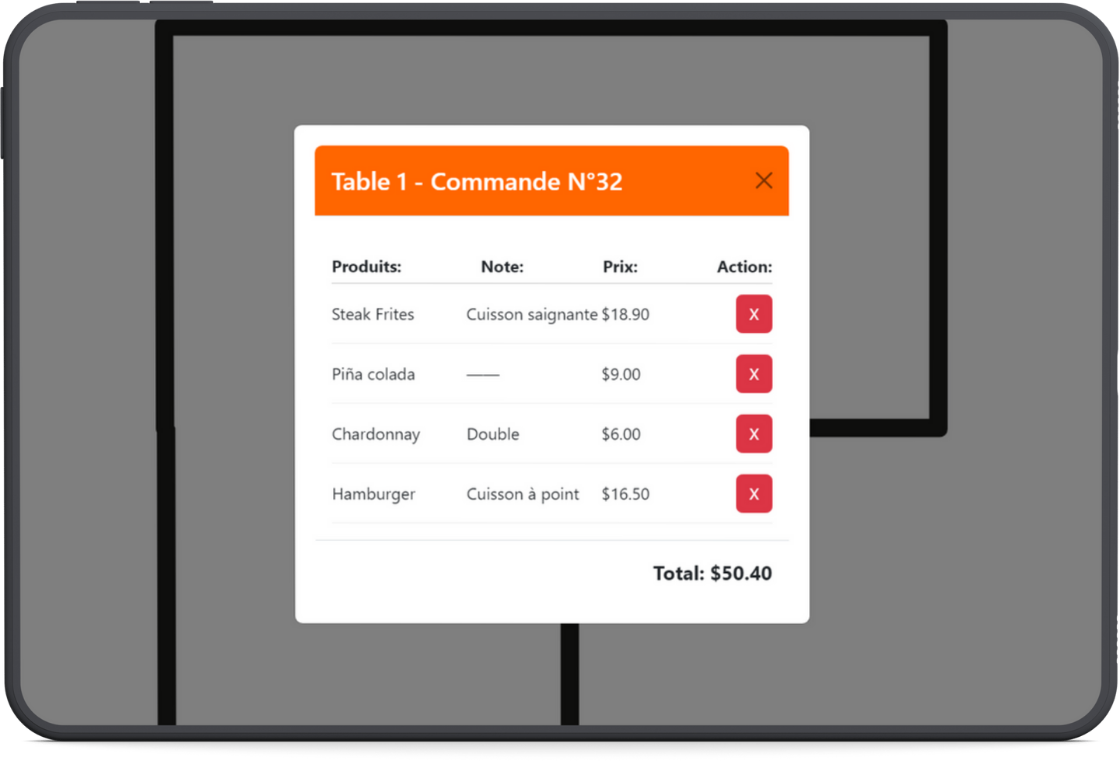 Table 1 - Commande N°32 ×
Produits: Note: Prix: Action:
Steak Frites Cuisson saignante $18.90 X
Piña colada —— $9.00 X
Chardonnay Double $6.00 X
Hamburger Cuisson à point $16.50 X
Total: $50.40